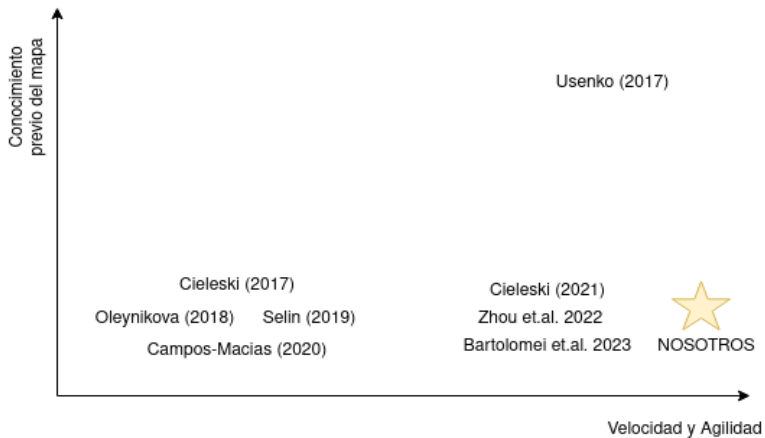 Conocimiento
previo del mapa
Usenko (2017)
Cieleski (2017)
Oleynikova (2018)
Selin (2019)
Campos-Macias (2020)
Cieleski (2021)
Zhou et.al. 2022
Bartolomei et.al. 2023
NOSOTROS
Velocidad y Agilidad